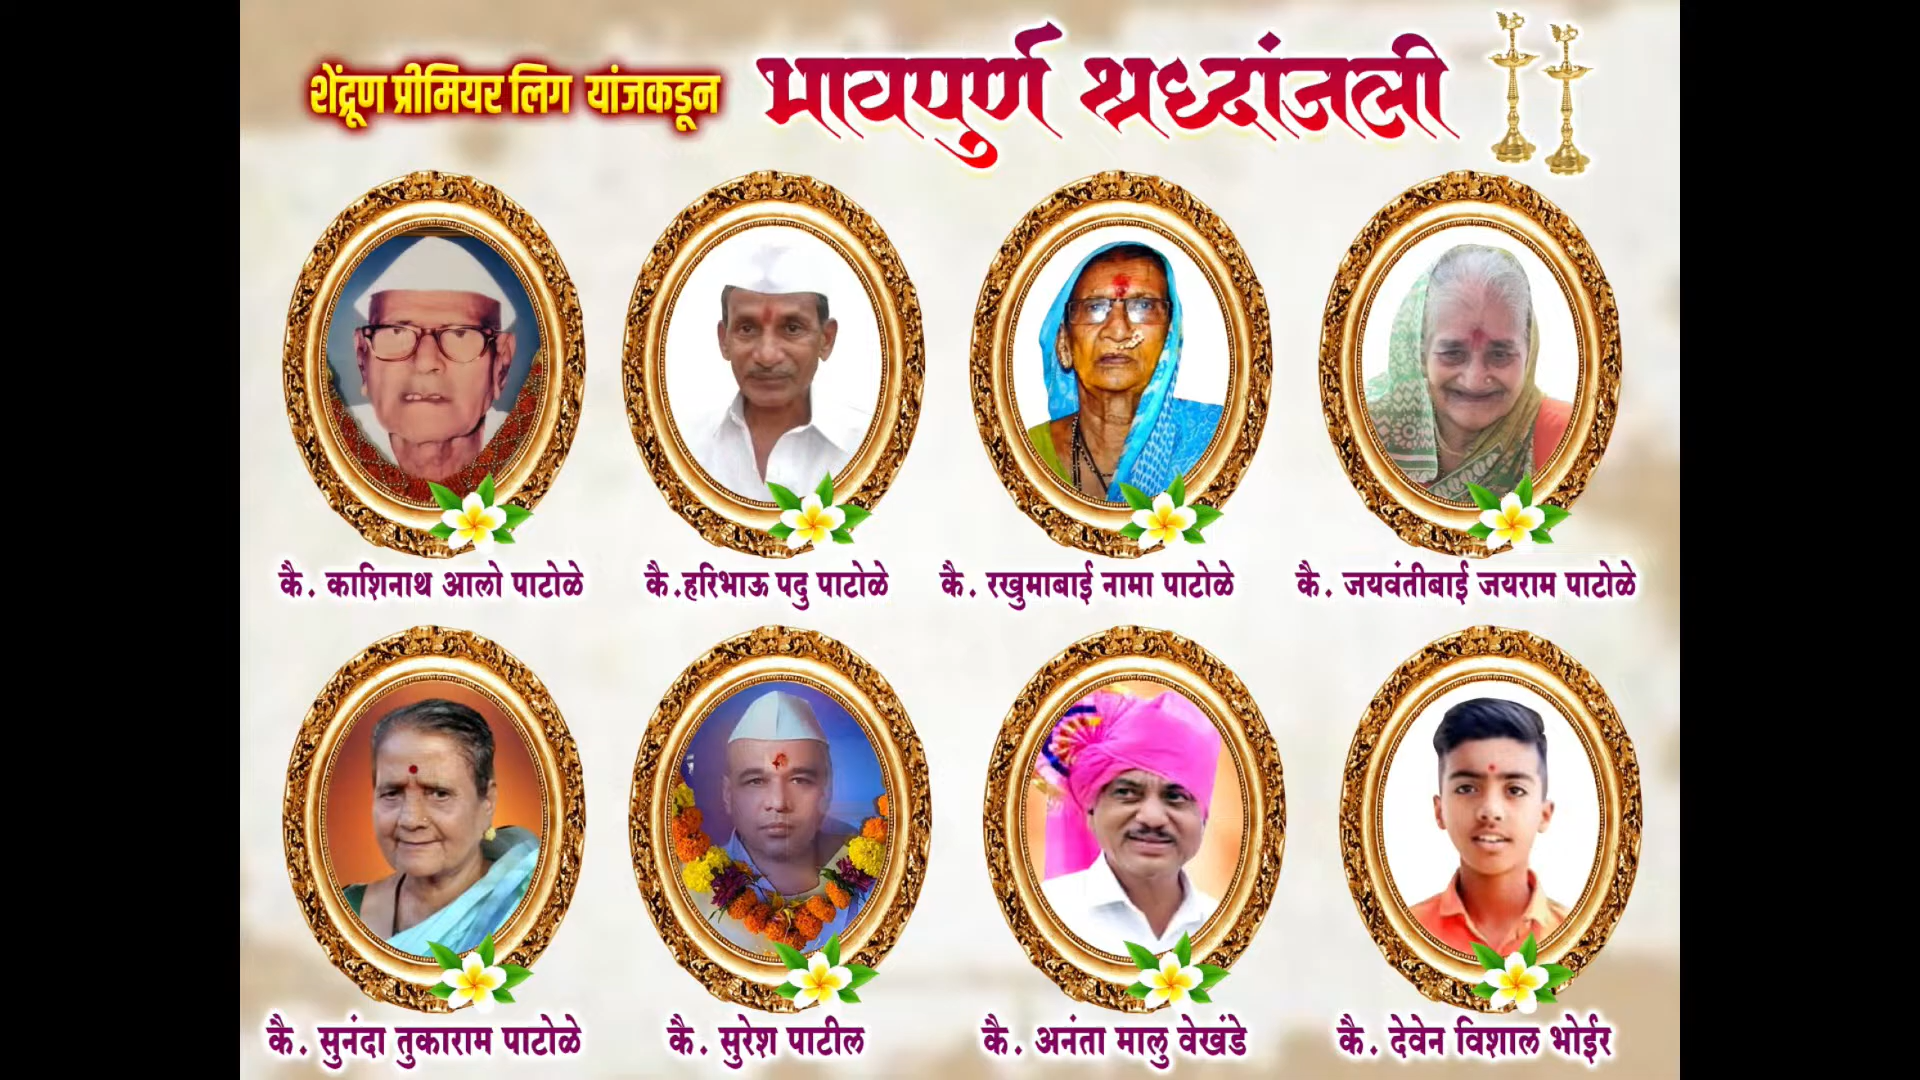 शेंद्रूण प्रीमियर लिग यांजकडून भावपुर्ण श्रध्दांजली
कै. काशिनाथ आलो पाटोळे
कै.हरिभाऊ पदु पाटोळे
कै. रखुमाबाई नामा पाटोळे
कै. जयवंतीबाई जयराम पाटोळे
कै. सुनंदा तुकाराम पाटोळे
कै. सुरेश पाटील
कै. अनंता मालु वेखंडे
कै. देवेन विशाल भोईर